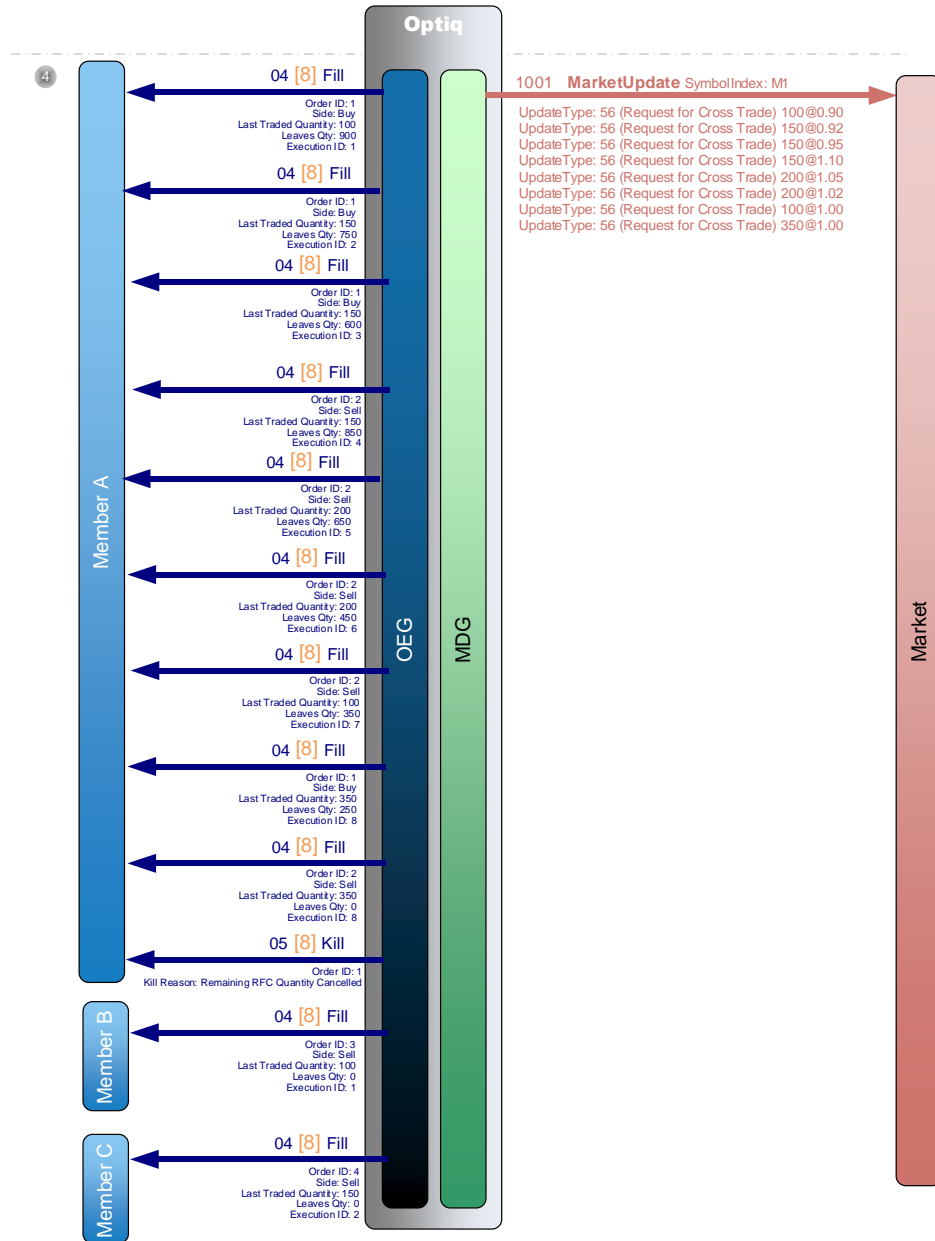 Optiq
4
04 [8] Fill
Order ID: 1
Side: Buy
Last Traded Quantity: 100
Leaves Qty: 900
Execution ID: 1
04 [8] Fill
Order ID: 1
Side: Buy
Last Traded Quantity: 150
Leaves Qty: 750
Execution ID: 2
04 [8] Fill
Order ID: 1
Side: Buy
Last Traded Quantity: 150
Leaves Qty: 600
Execution ID: 3
04 [8] Fill
Order ID: 2
Side: Sell
Last Traded Quantity: 150
Leaves Qty: 850
Execution ID: 4
04 [8] Fill
Order ID: 2
Side: Sell
Last Traded Quantity: 200
Leaves Qty: 650
Execution ID: 5
04 [8] Fill
Order ID: 2
Side: Sell
Last Traded Quantity: 200
Leaves Qty: 450
Execution ID: 6
04 [8] Fill
Order ID: 2
Side: Sell
Last Traded Quantity: 100
Leaves Qty: 350
Execution ID: 7
04 [8] Fill
Order ID: 1
Side: Buy
Last Traded Quantity: 350
Leaves Qty: 250
Execution ID: 8
04 [8] Fill
Order ID: 2
Side: Sell
Last Traded Quantity: 350
Leaves Qty: 0
Execution ID: 8
05 [8] Kill
Order ID: 1
Kill Reason: Remaining RFC Quantity Cancelled
04 [8] Fill
Order ID: 3
Side: Sell
Last Traded Quantity: 100
Leaves Qty: 0
Execution ID: 1
04 [8] Fill
Order ID: 4
Side: Sell
Last Traded Quantity: 150
Leaves Qty: 0
Execution ID: 2
Member A
Member B
Member C
OEG
MDG
1001 MarketUpdate SymbolIndex: M1
UpdateType: 56 (Request for Cross Trade) 100@0.90
UpdateType: 56 (Request for Cross Trade) 150@0.92
UpdateType: 56 (Request for Cross Trade) 150@0.95
UpdateType: 56 (Request for Cross Trade) 150@1.10
UpdateType: 56 (Request for Cross Trade) 200@1.05
UpdateType: 56 (Request for Cross Trade) 200@1.02
UpdateType: 56 (Request for Cross Trade) 100@1.00
UpdateType: 56 (Request for Cross Trade) 350@1.00
Market